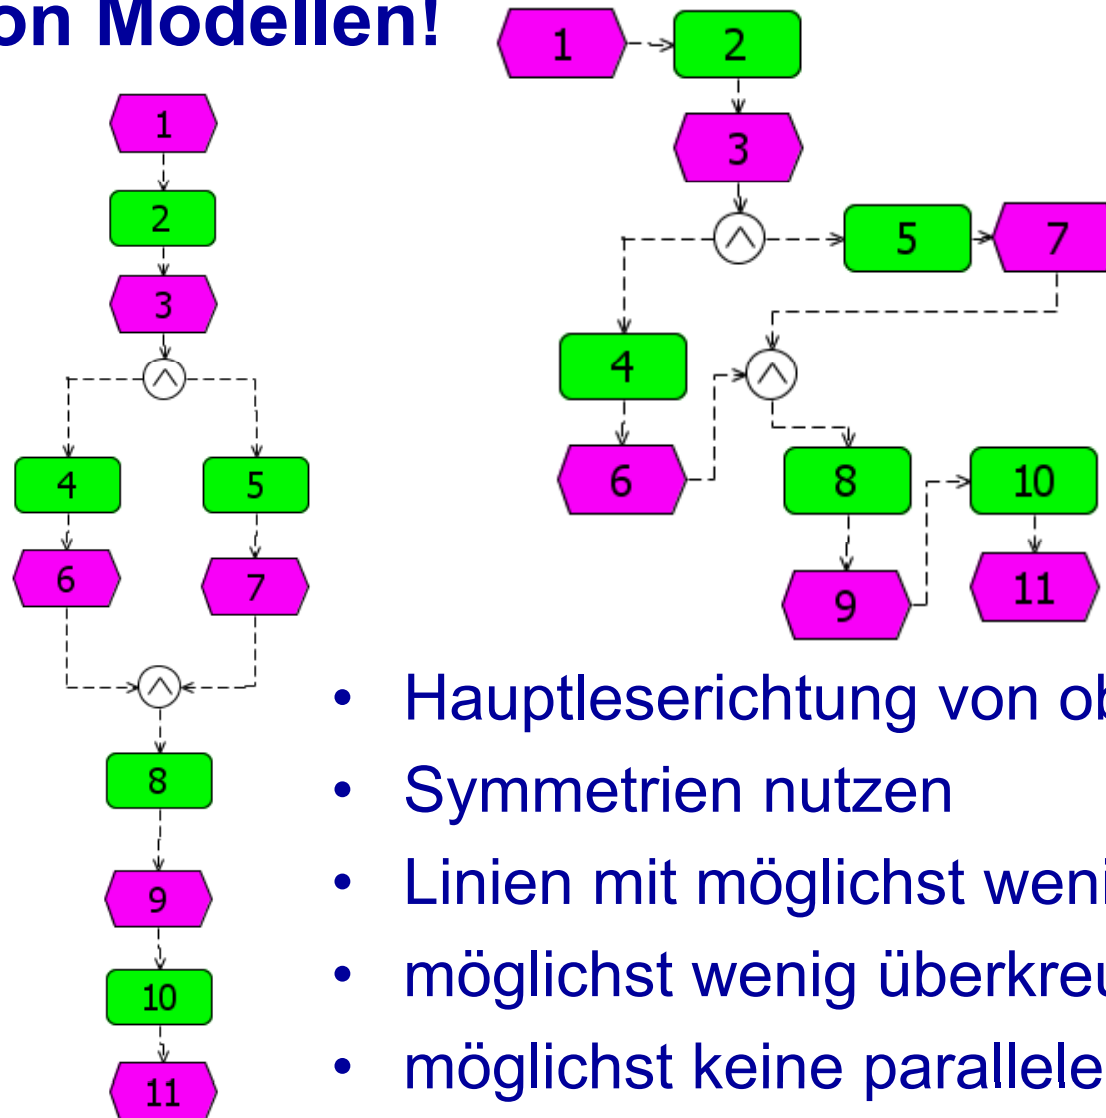 on Modellen!
1
2
3
4 5
6 7
8
9
10
11
1 2
3
5 7
4
6 8 10
9 11
• Hauptleserichtung von ob
• Symmetrien nutzen
• Linien mit möglichst weni
• möglichst wenig überkreu
• möglichst keine parallele